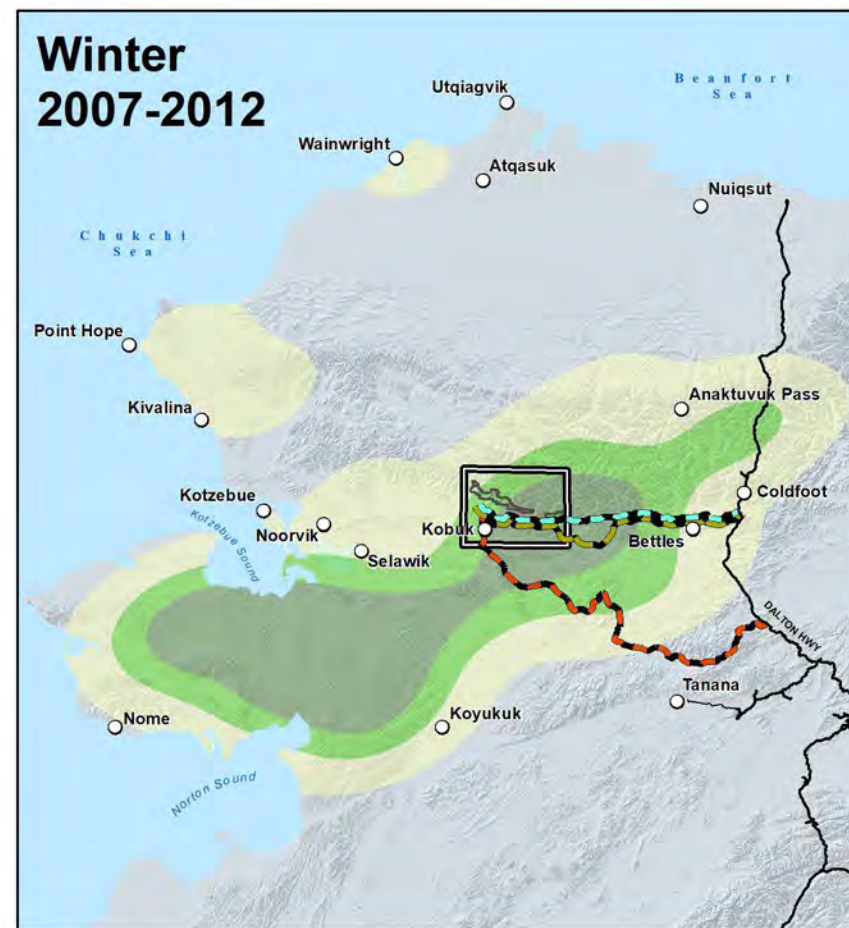 Winter
2007-2012
Beaufort
Sea
Utqiagvik
Wainwright
Atqasuk
Nuiqsut
Chukchi
Sea
Point Hope
Anaktuvuk Pass
Kivalina
Kotzebue
Coldfoot
Kotzebue Sound
Noorvik
Kobuk
Bettles
Selawik
DALTON HWY
Tanana
Nome
Koyukuk
Norton Sound